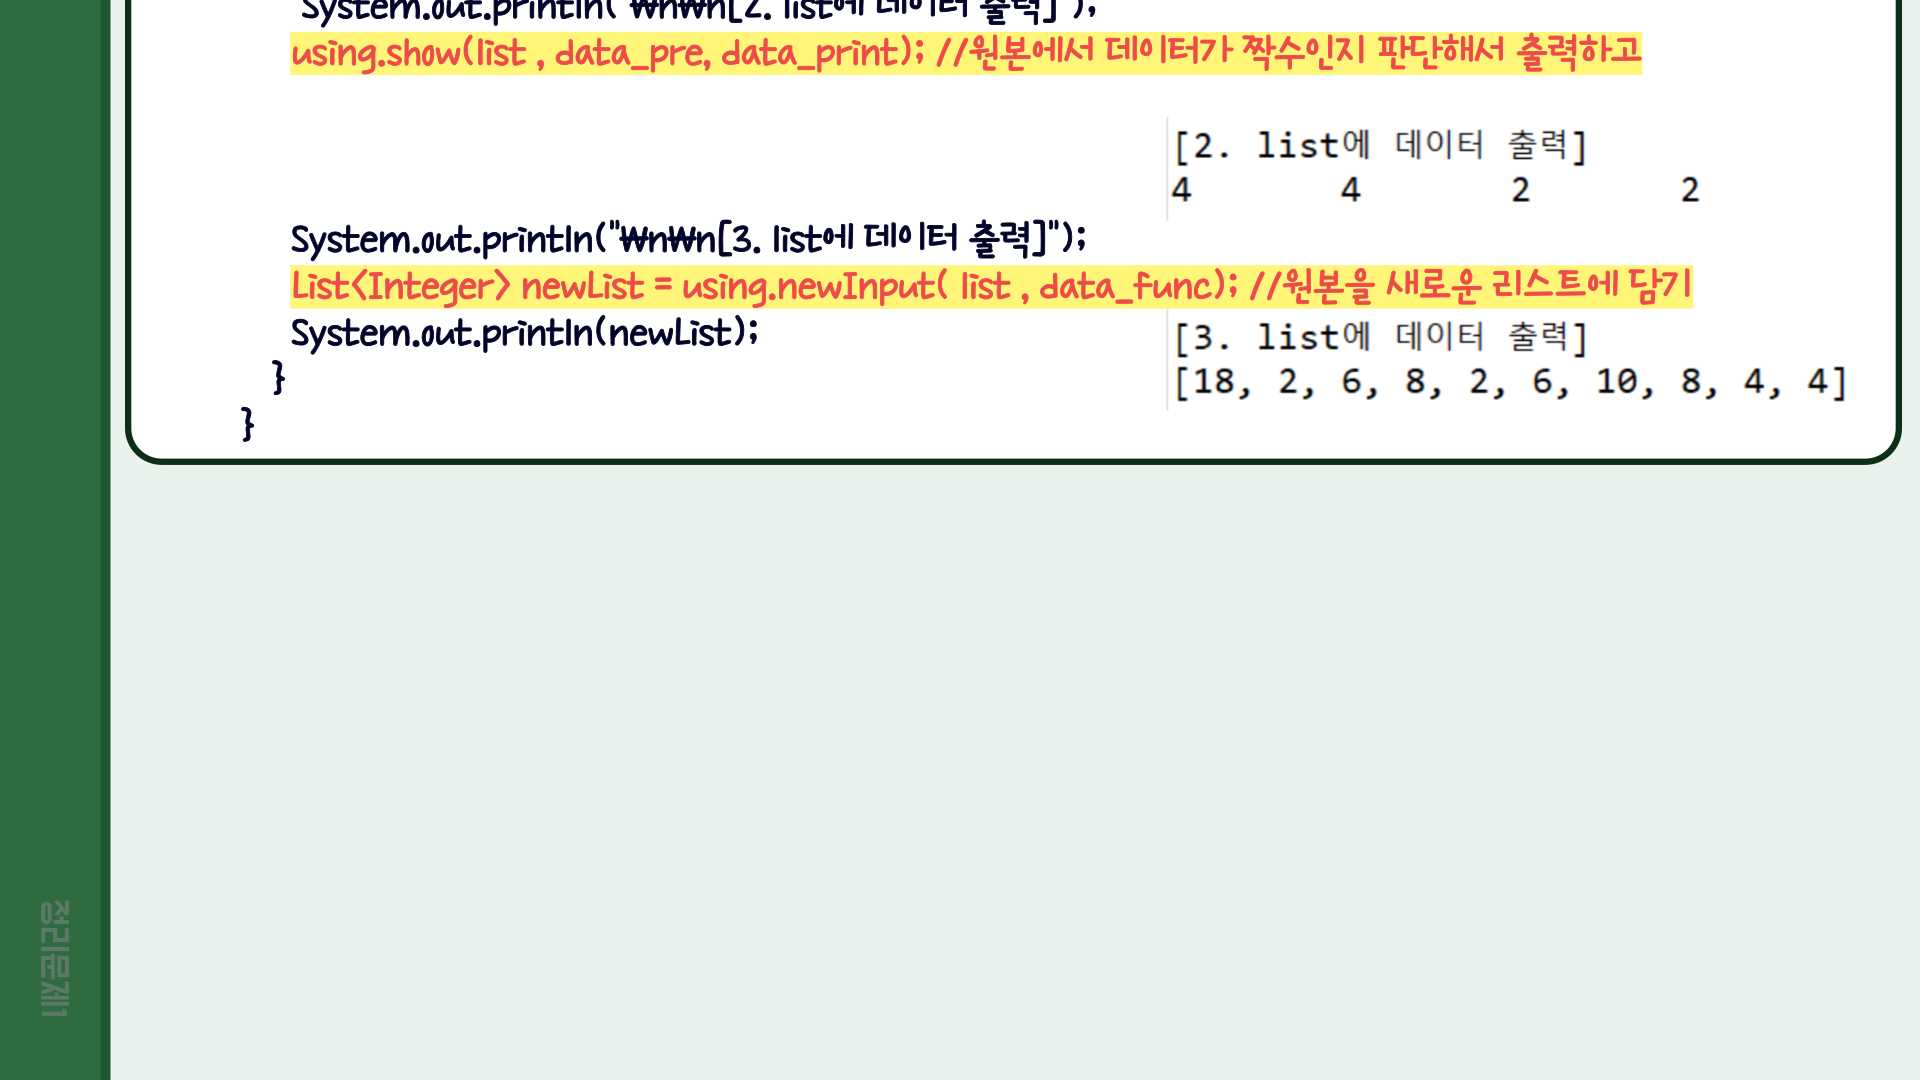 System.out.println("₩n₩n[2. list에 데이터 출력]");
using.show(list , data_pre, data_print); //원본에서 데이터가 짝수인지 판단해서 출력하고
[2. list에 데이터 출력]
4 4 2 2
System.out.println("₩n₩n[3. list에 데이터 출력]");
List<Integer> newList = using.newInput( list , data_func); //원본을 새로운 리스트에 담기
System.out.println(newList);
[3. list에 데이터 출력]
[18, 2, 6, 8, 2, 6, 10, 8, 4, 4]
}
}
정리문제1